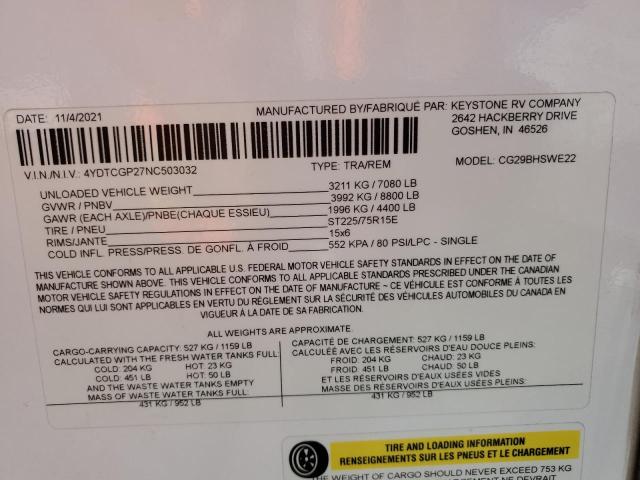 DATE: 11/4/2021
MANUFACTURED BY/FABRIQUÉ PAR: KEYSTONE RV COMPANY
2642 HACKBERRY DRIVE
GOSHEN, IN 46526
V.I.N./N.I.V.: 4YDTCGP27NC503032 TYPE: TRA/REM MODEL: CG29BHSWE22
UNLOADED VEHICLE WEIGHT 3211 KG / 7080 LB
GVWR / PNBV 3992 KG / 8800 LB
GAWR (EACH AXLE)/PNBE(CHAQUE ESSIEU) 1996 KG / 4400 LB
TIRE / PNEU ST225/75R15E
RIMS/JANTE 15x6
COLD INFL. PRESS/PRESS. DE GONFL. À FROID 552 KPA / 80 PSI/LPC - SINGLE
THIS VEHICLE CONFORMS TO ALL APPLICABLE U.S. FEDERAL MOTOR VEHICLE SAFETY STANDARDS IN EFFECT ON THE DATE OF
MANUFACTURE SHOWN ABOVE. THIS VEHICLE CONFORMS TO ALL APPLICABLE STANDARDS PRESCRIBED UNDER THE CANADIAN
MOTOR VEHICLE SAFETY REGULATIONS IN EFFECT ON THE DATE OF MANUFACTURE ~ CE VÉHICULE EST CONFORME À TOUTES LES
NORMES QUI LUI SONT APPLICABLES EN VERTU DU RÈGLEMENT SUR LA SÉCURITÉ DES VÉHICULES AUTOMOBILES DU CANADA EN
VIGUEUR À LA DATE DE SA FABRICATION.
ALL WEIGHTS ARE APPROXIMATE.
CARGO-CARRYING CAPACITY: 527 KG / 1159 LB
CALCULATED WITH THE FRESH WATER TANKS FULL:
COLD: 204 KG HOT: 23 KG
COLD: 451 LB HOT: 50 LB
AND THE WASTE WATER TANKS EMPTY
MASS OF WASTE WATER TANKS FULL:
431 KG / 952 LB
CAPACITÉ DE CHARGEMENT: 527 KG / 1159 LB
CALCULÉE AVEC LES RÉSERVOIRS D'EAU DOUCE PLEINS:
FROID: 204 KG CHAUD: 23 KG
FROID: 451 LB CHAUD: 50 LB
ET LES RÉSERVOIRS D'EAUX USÉES VIDES
MASSE DES RÉSERVOIRS D'EAUX USÉES PLEINS:
431 KG / 952 LB
TIRE AND LOADING INFORMATION
RENSEIGNEMENTS SUR LES PNEUS ET LE CHARGEMENT
THE WEIGHT OF CARGO SHOULD NEVER EXCEED 753 KG